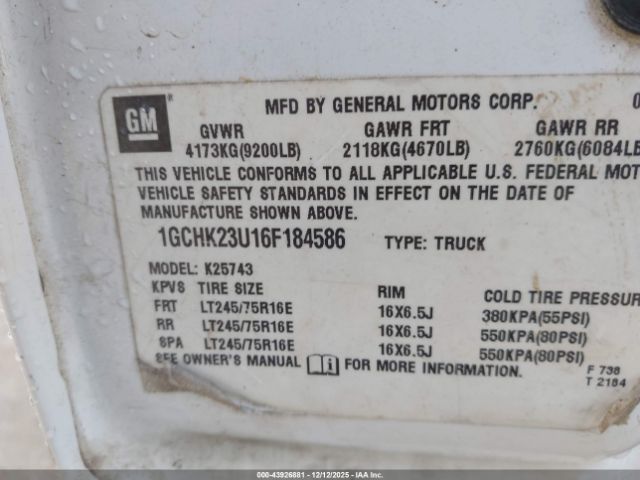 GM ®
MFD BY GENERAL MOTORS CORP. 0
GVWR GAWR FRT GAWR RR
4173KG(9200LB) 2118KG(4670LB) 2760KG(6084LB
THIS VEHICLE CONFORMS TO ALL APPLICABLE U.S. FEDERAL MOT
VEHICLE SAFETY STANDARDS IN EFFECT ON THE DATE OF
MANUFACTURE SHOWN ABOVE.
1GCHK23U16F184586 TYPE: TRUCK
MODEL: K25743
KPVS TIRE SIZE RIM COLD TIRE PRESSUR
FRT LT245/75R16E 16X6.5J 380KPA(55PSI)
RR LT245/75R16E 16X6.5J 550KPA(80PSI)
SPA LT245/75R16E 16X6.5J 550KPA(80PSI)
SEE OWNER'S MANUAL FOR MORE INFORMATION.
F 738
T 2184
000-43926881 - 12/12/2025 - IAA Inc.